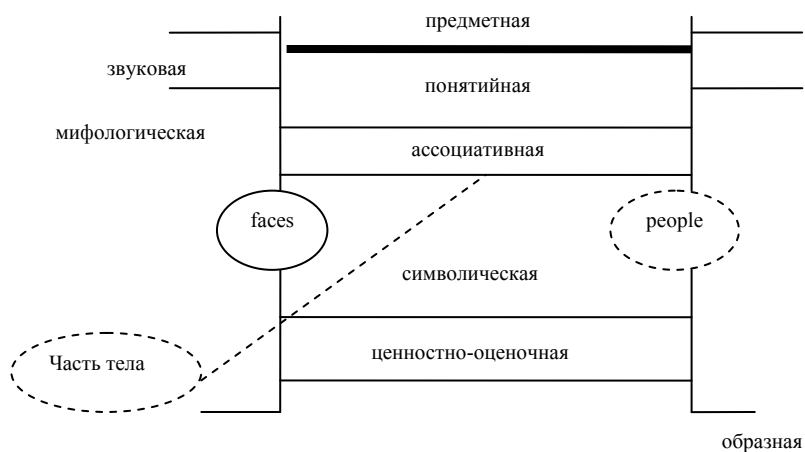 предметная
звуковая
понятийная
мифологическая
ассоциативная
faces
people
символическая
Часть тела
ценностно-оценочная
образная